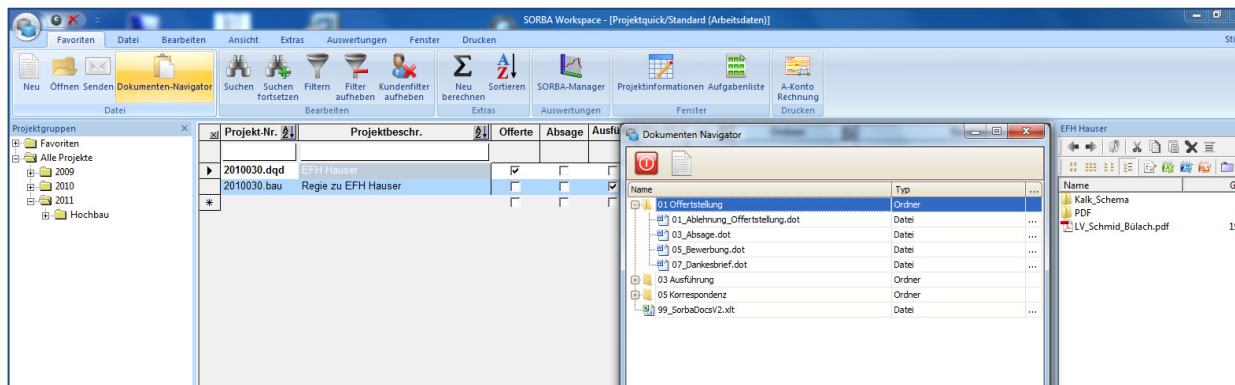 SORBA Workspace - [Projektquick/Standard (Arbeitsdaten)]
Favoriten Datei Bearbeiten Ansicht Extras Auswertungen Fenster Drucken
Neu Öffnen Senden Dokumenten-Navigator Suchen Suchen fortsetzen Filtern Filter aufheben Kundenfilter aufheben Neu berechnen Sortieren SORBA-Manager Projektinformationen Aufgabenliste A-Konto Rechnung
Datei Bearbeiten Extras Auswertungen Fenster Drucken
Projektgruppen
Favoriten
Alle Projekte
2009
2010
2011
Hochbau
Projekt-Nr. Projektbeschr. Offerte Absage Ausfü
2010030.dqd EFH Hauser
2010030.bau Regie zu EFH Hauser
Dokumenten Navigator
Name Typ ...
01 Offertstellung Ordner
01_Ablehnung_Offertstellung.dot Datei ...
03_Absage.dot Datei ...
05_Bewerbung.dot Datei ...
07_Dankesbrief.dot Datei ...
03 Ausführung Ordner
05 Korrespondenz Ordner
99_SorbaDocsV2.xlt Datei ...
EFH Hauser
Name G
Kalk_Schema
PDF
LV_Schmid_Bülach.pdf 19